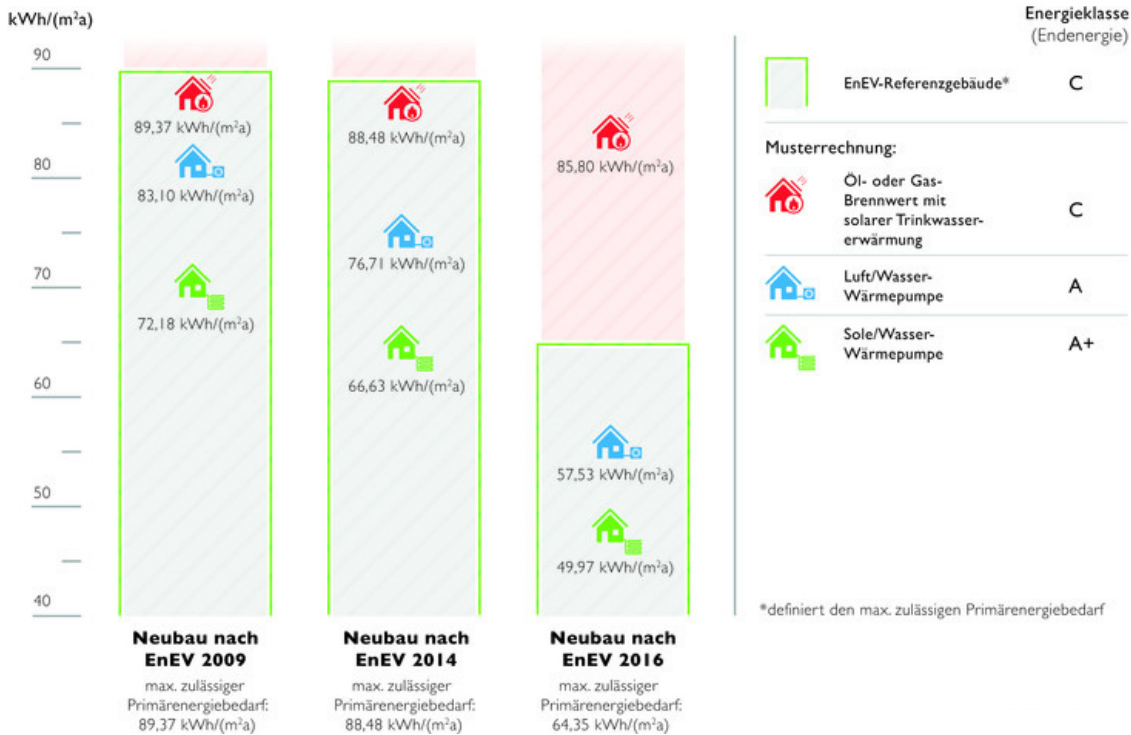 kWh/(m²a)
90
80
70
60
50
40
89,37 kWh/(m²a)
83,10 kWh/(m²a)
72,18 kWh/(m²a)
Neubau nach
EnEV 2009
max. zulässiger
Primärenergiebedarf:
89,37 kWh/(m²a)
88,48 kWh/(m²a)
76,71 kWh/(m²a)
66,63 kWh/(m²a)
Neubau nach
EnEV 2014
max. zulässiger
Primärenergiebedarf:
88,48 kWh/(m²a)
85,80 kWh/(m²a)
57,53 kWh/(m²a)
49,97 kWh/(m²a)
Neubau nach
EnEV 2016
max. zulässiger
Primärenergiebedarf:
64,35 kWh/(m²a)
Energieklasse
(Endenergie)
EnEV-Referenzgebäude* C
Musterrechnung:
Öl- oder Gas-
Brennwert mit
solarer Trinkwasser-
erwärmung
C
Luft/Wasser-
Wärmepumpe
A
Sole/Wasser-
Wärmepumpe
A+
*definiert den max. zulässigen Primärenergiebedarf